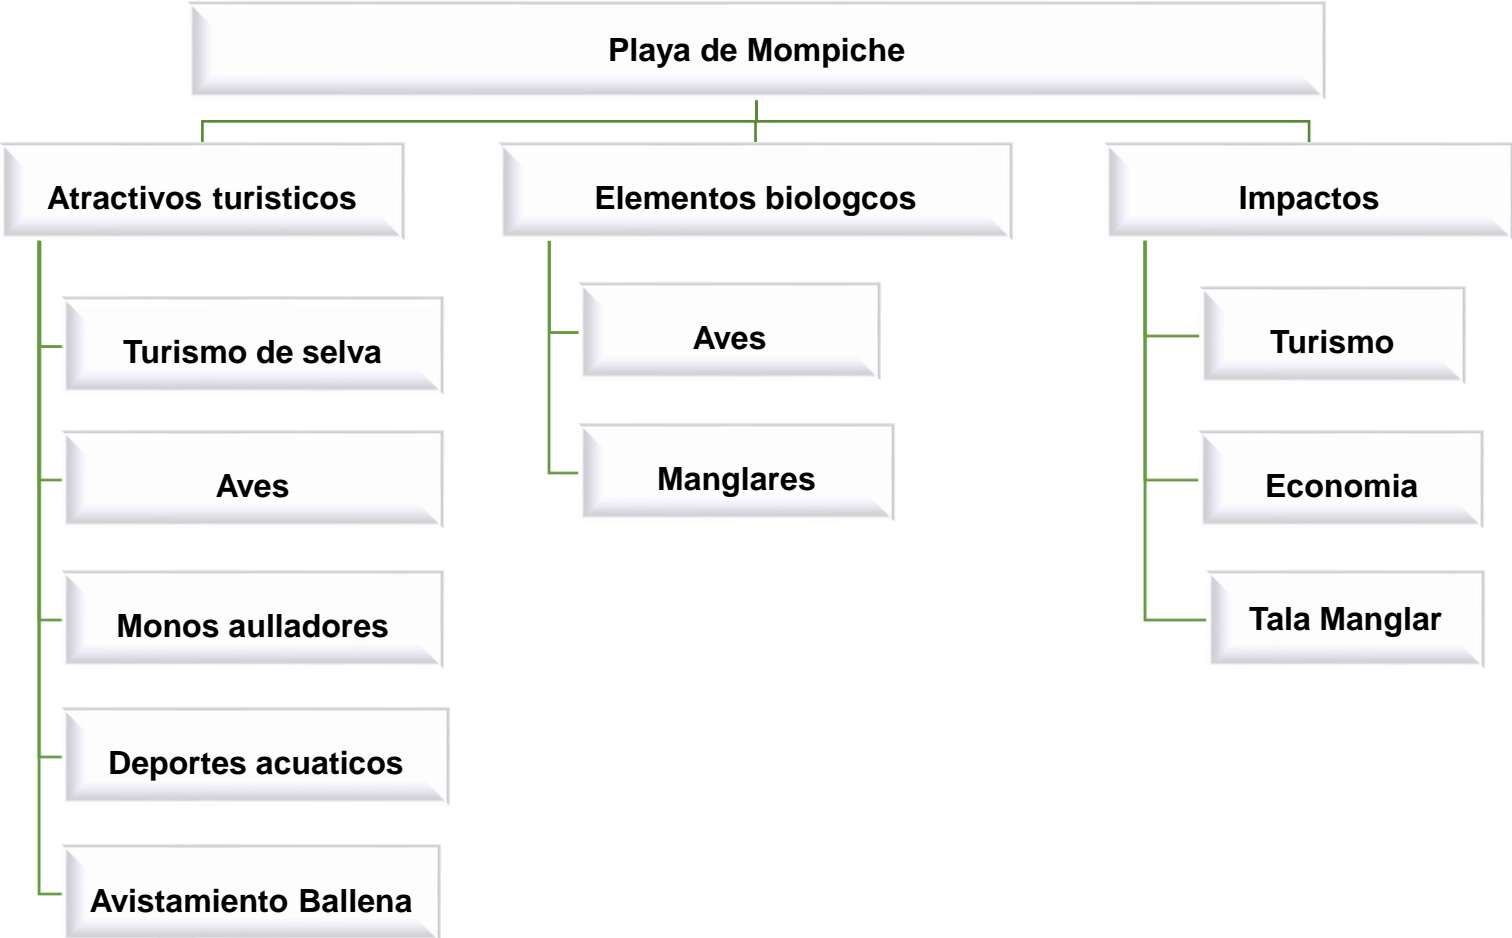 Playa de Mompiche
Atractivos turisticos
Turismo de selva
Aves
Monos aulladores
Deportes acuaticos
Avistamiento Ballena
Elementos biologcos
Aves
Manglares
Impactos
Turismo
Economia
Tala Manglar